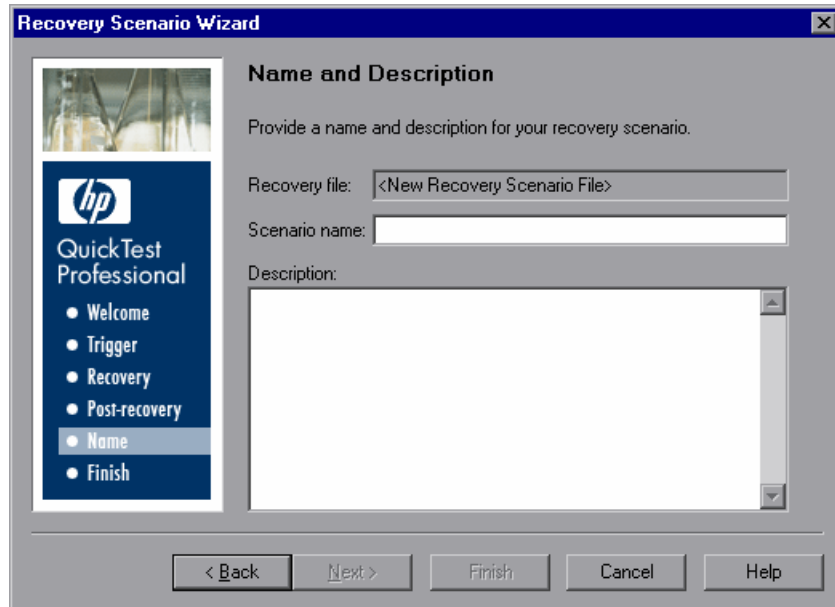 Recovery Scenario Wizard
Name and Description
Provide a name and description for your recovery scenario.
Recovery file: <New Recovery Scenario File>
Scenario name:
Description:
hp
QuickTest
Professional
Welcome
Trigger
Recovery
Post-recovery
Name
Finish
< Back Next > Finish Cancel Help